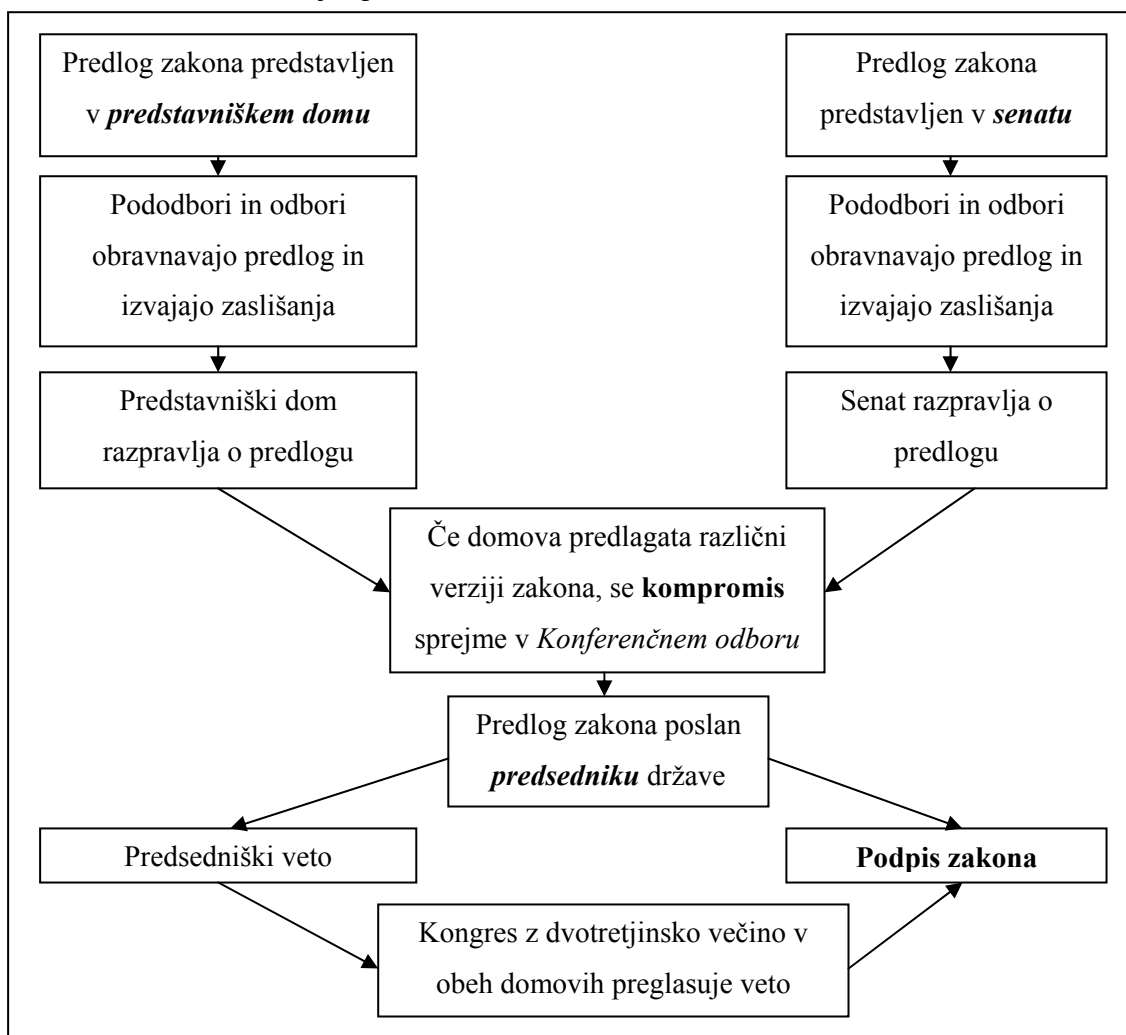 Predlog zakona predstavljen
v predstavniškem domu
Predlog zakona
predstavljen v senatu
Pododbori in odbori
obravnavajo predlog in
izvajajo zaslišanja
Pododbori in odbori
obravnavajo predlog in
izvajajo zaslišanja
Predstavniški dom
razpravlja o predlogu
Senat razpravlja o
predlogu
Če domova predlagata različni
verziji zakona, se kompromis
sprejme v Konferenčnem odboru
Predlog zakona poslan
predsedniku države
Predsedniški veto
Podpis zakona
Kongres z dvotretjinsko večino v
obeh domovih preglasuje veto